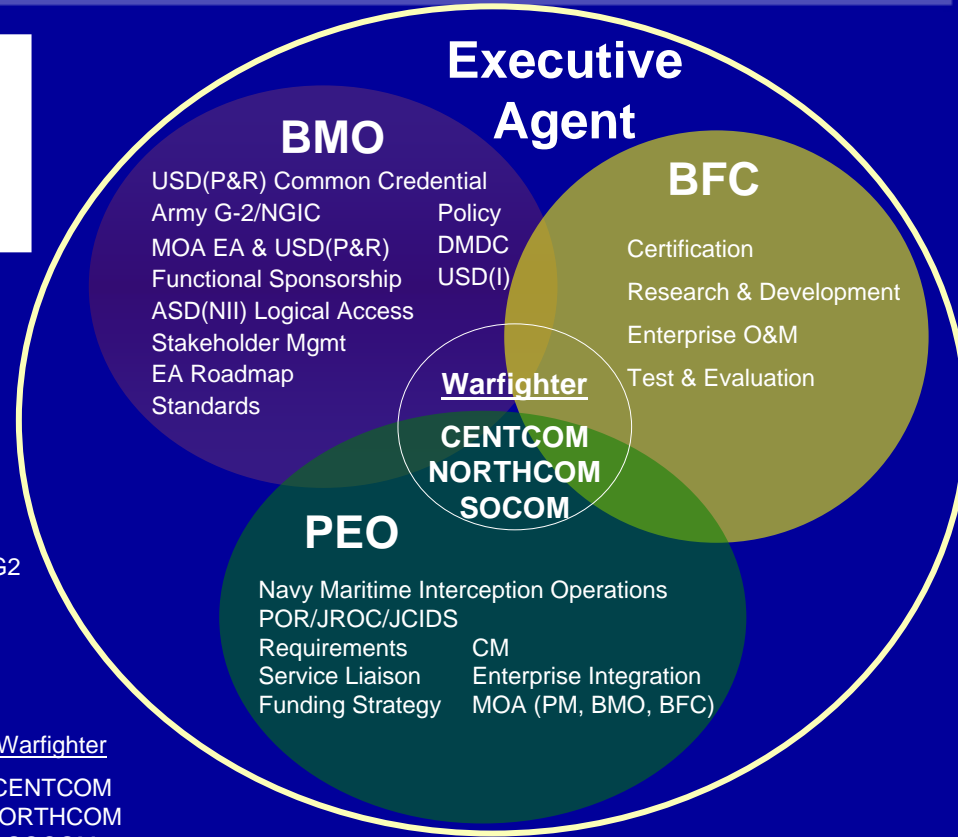 Executive
Agent
BMO
USD(P&R) Common Credential
Army G-2/NGIC Policy
MOA EA & USD(P&R) DMDC
Functional Sponsorship USD(I)
ASD(NII) Logical Access
Stakeholder Mgmt
EA Roadmap
Standards
BFC
Certification
Research & Development
Enterprise O&M
Test & Evaluation
Warfighter
CENTCOM
NORTHCOM
SOCOM
PEO
Navy Maritime Interception Operations
POR/JROC/JCIDS
Requirements CM
Service Liaison Enterprise Integration
Funding Strategy MOA (PM, BMO, BFC)
G2
Warfighter
CENTCOM
ORTHCOM